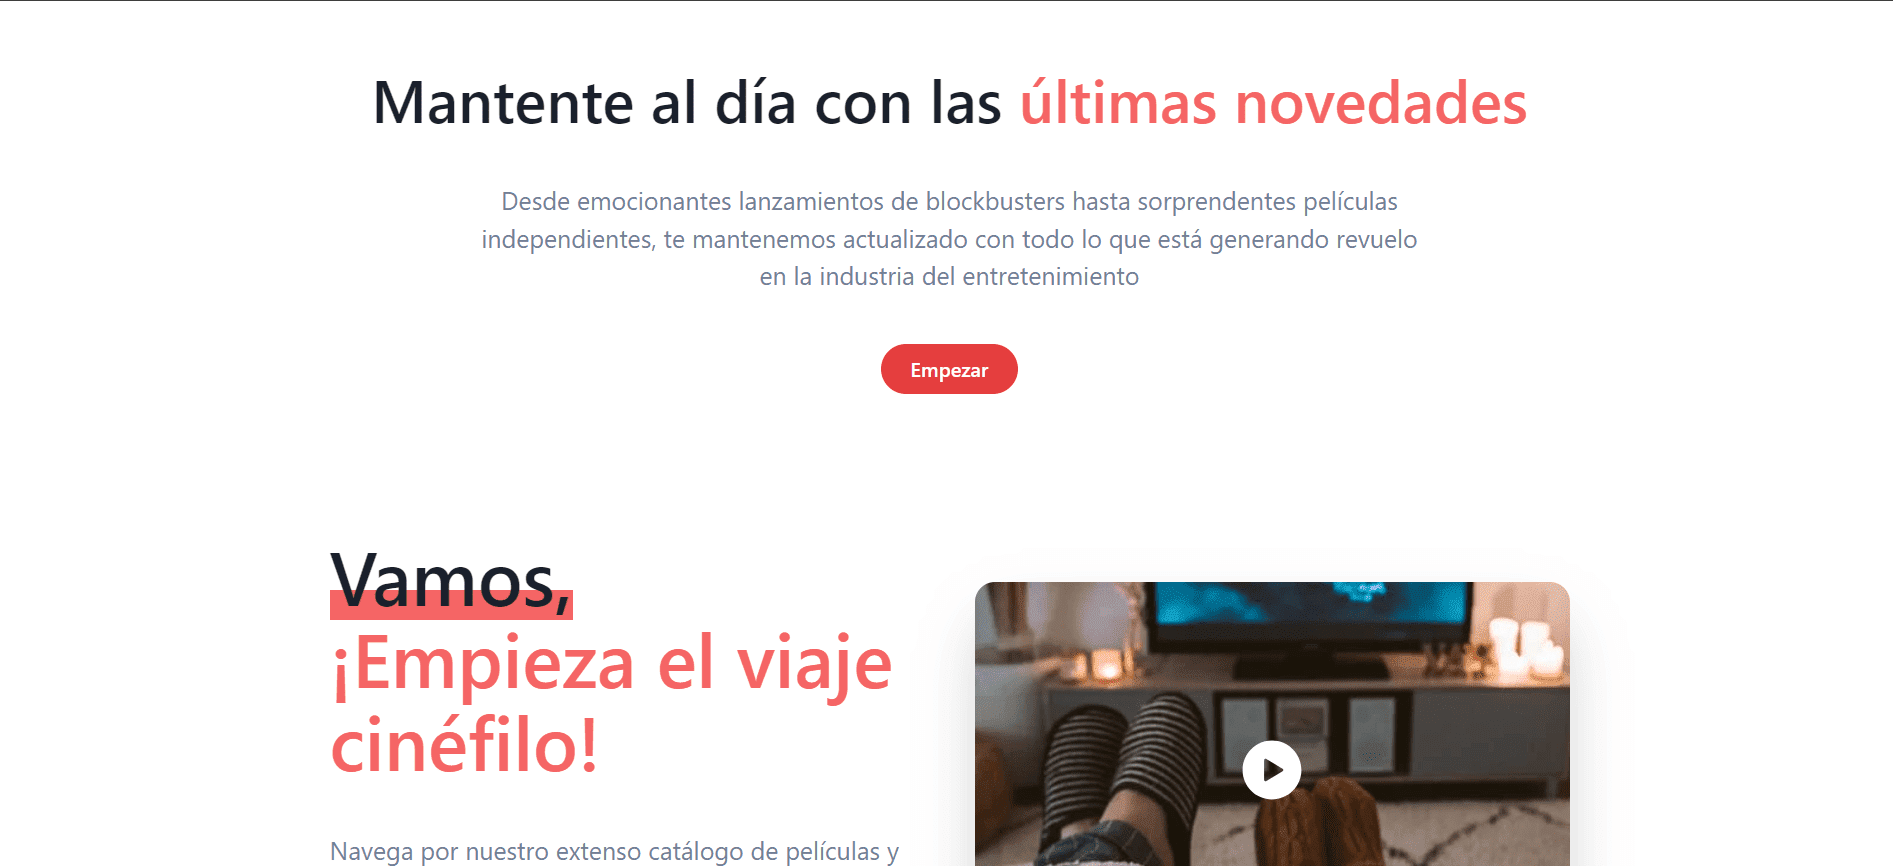 Mantente al día con las últimas novedades
Desde emocionantes lanzamientos de blockbusters hasta sorprendentes películas
independientes, te mantenemos actualizado con todo lo que está generando revuelo
en la industria del entretenimiento
Empezar
Vamos,
¡Empieza el viaje
cinéfilo!
Navega por nuestro extenso catálogo de películas y